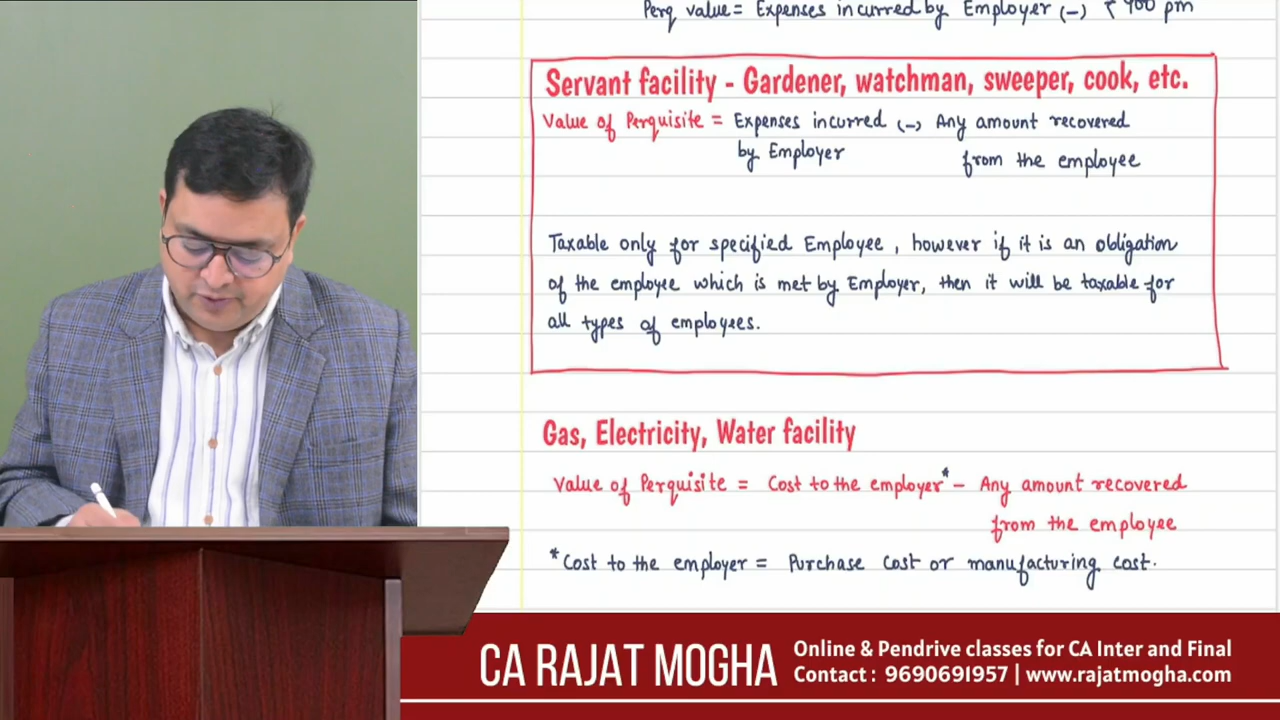 Perq value = Expenses incurred by Employer (-) ₹ 900 pm
Servant facility - Gardener, watchman, sweeper, cook, etc.
Value of Perquisite = Expenses incurred (-) Any amount recovered
by Employer from the employee
Taxable only for specified Employee, however if it is an obligation
of the employee which is met by Employer, then it will be taxable for
all types of employees.
Gas, Electricity, Water facility
Value of Perquisite = Cost to the employer* - Any amount recovered
from the employee
*Cost to the employer = Purchase cost or manufacturing cost.
CA RAJAT MOGHA
Online & Pendrive classes for CA Inter and Final
Contact : 9690691957 | www.rajatmogha.com